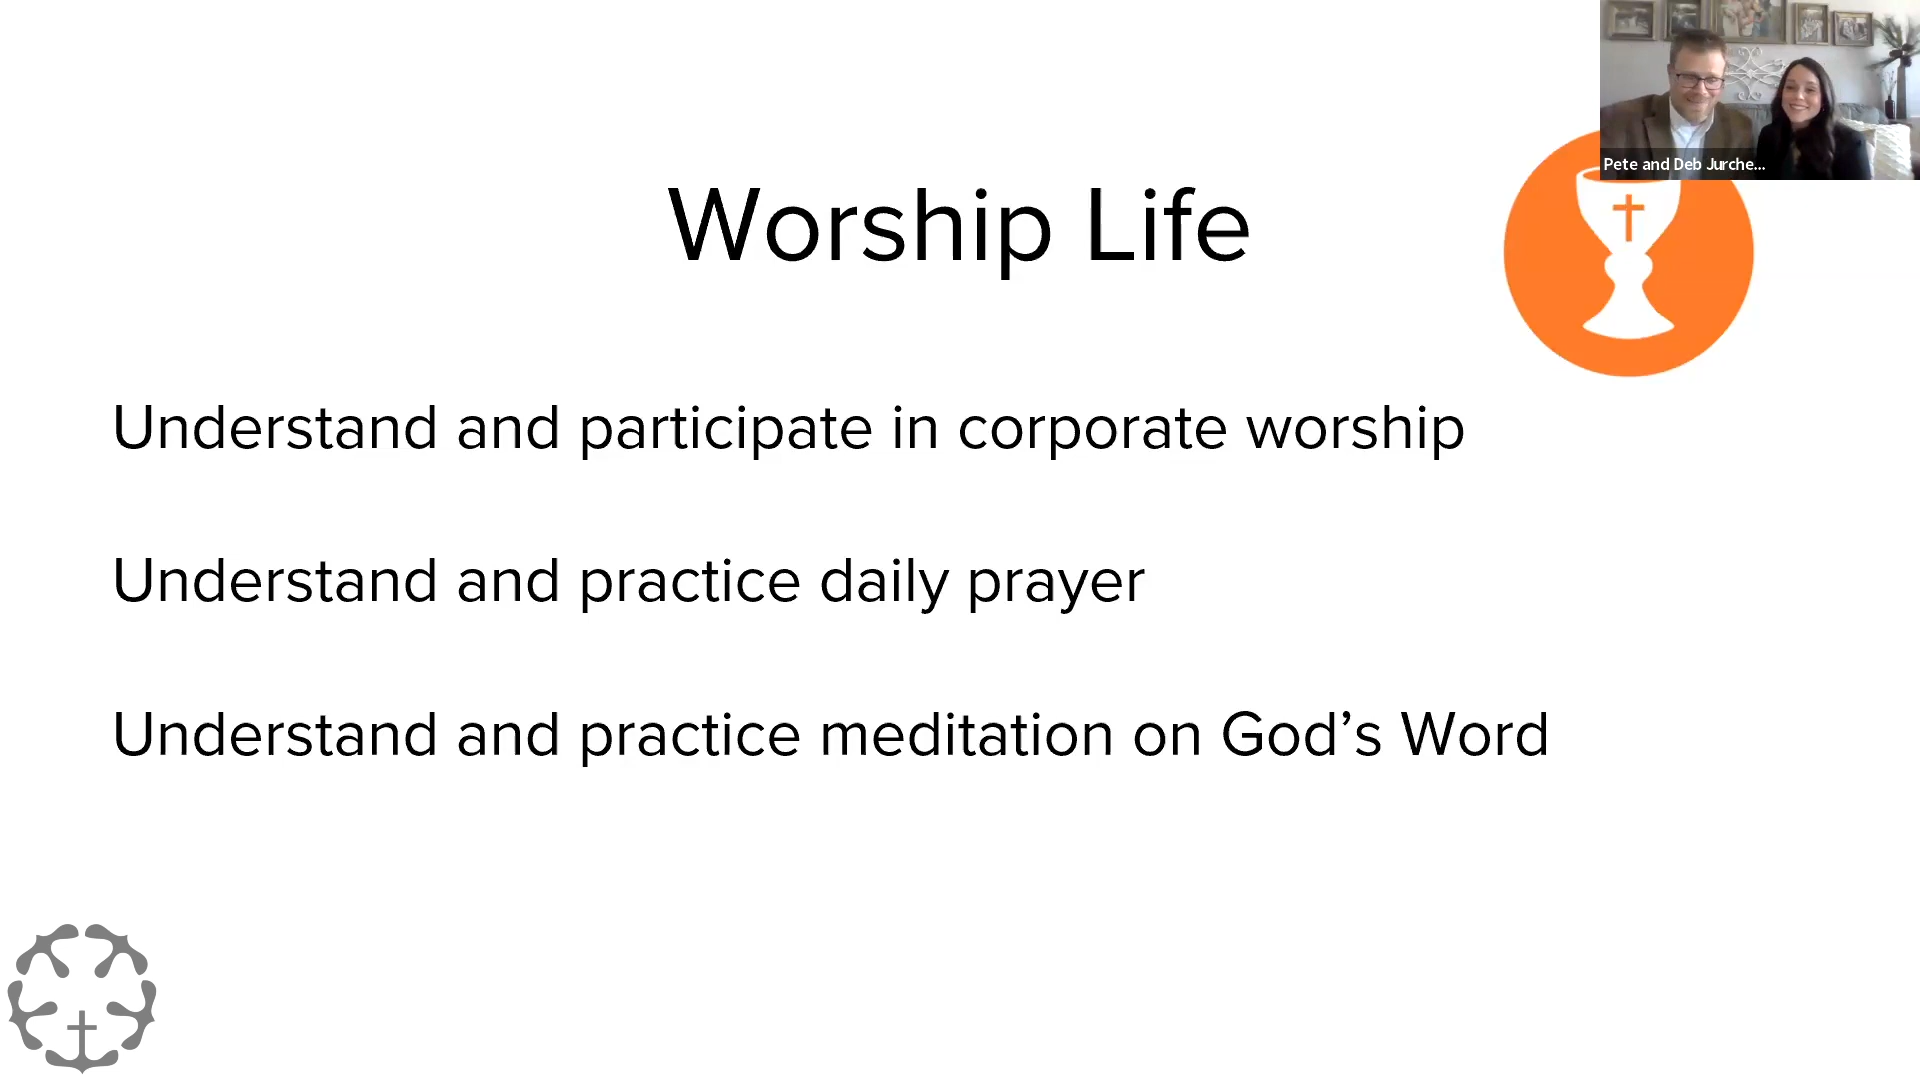 Pete and Deb Jurche...
Worship Life
Understand and participate in corporate worship
Understand and practice daily prayer
Understand and practice meditation on God’s Word